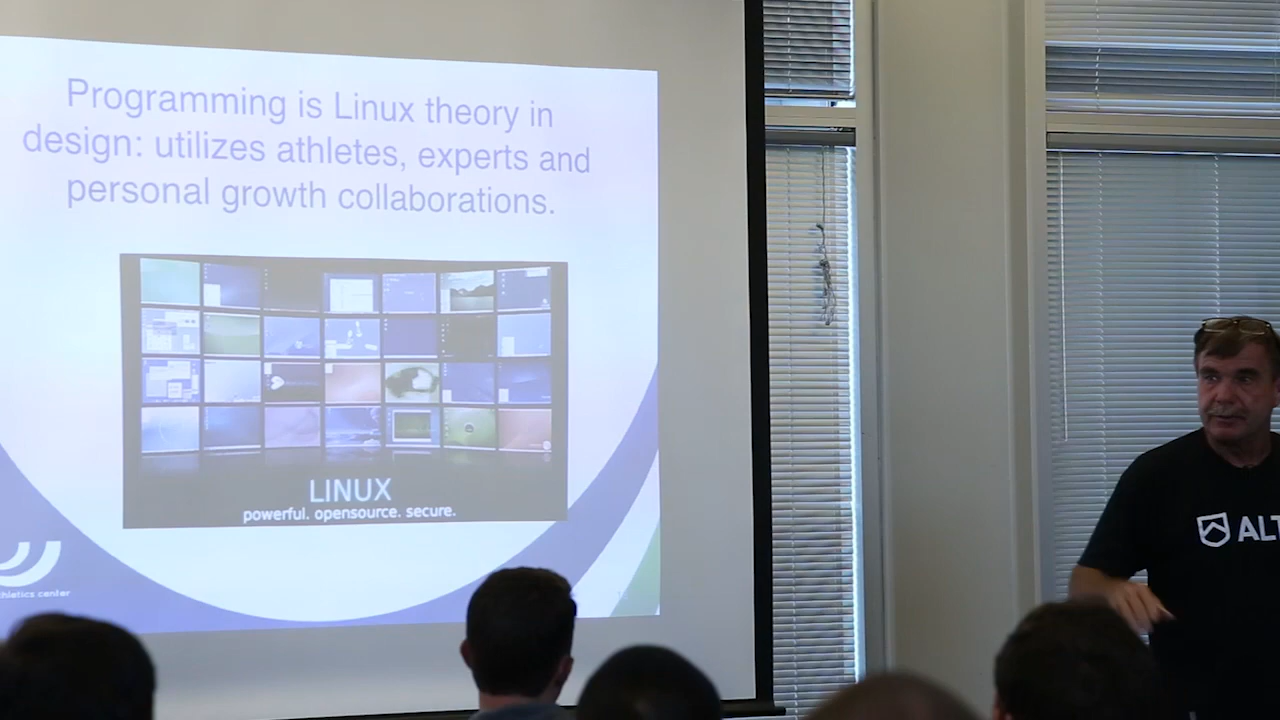 Programming is Linux theory in
design: utilizes athletes, experts and
personal growth collaborations.
LINUX
powerful. opensource. secure.
thletics center
ALT